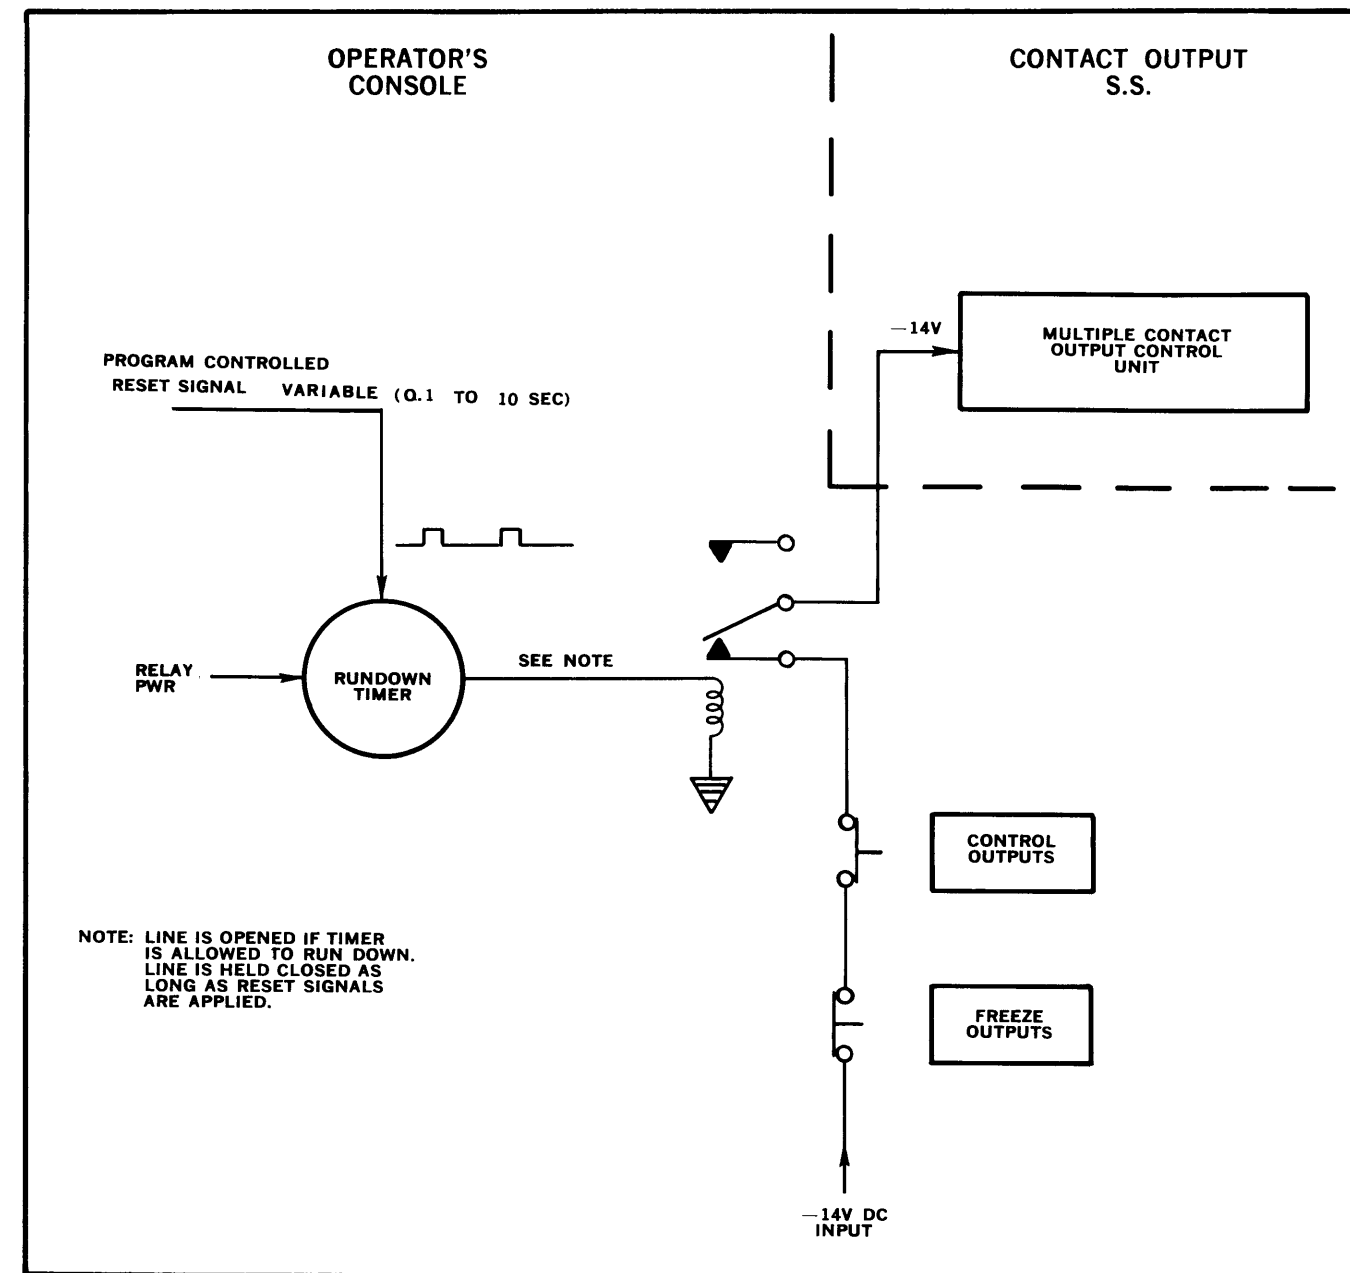 OPERATOR'S
CONSOLE
CONTACT OUTPUT
S.S.
—14V
MULTIPLE CONTACT
OUTPUT CONTROL
UNIT
PROGRAM CONTROLLED
RESET SIGNAL VARIABLE (0.1 TO 10 SEC)
RELAY
PWR
RUNDOWN
TIMER
SEE NOTE
CONTROL
OUTPUTS
NOTE: LINE IS OPENED IF TIMER
IS ALLOWED TO RUN DOWN.
LINE IS HELD CLOSED AS
LONG AS RESET SIGNALS
ARE APPLIED.
FREEZE
OUTPUTS
—14V DC
INPUT